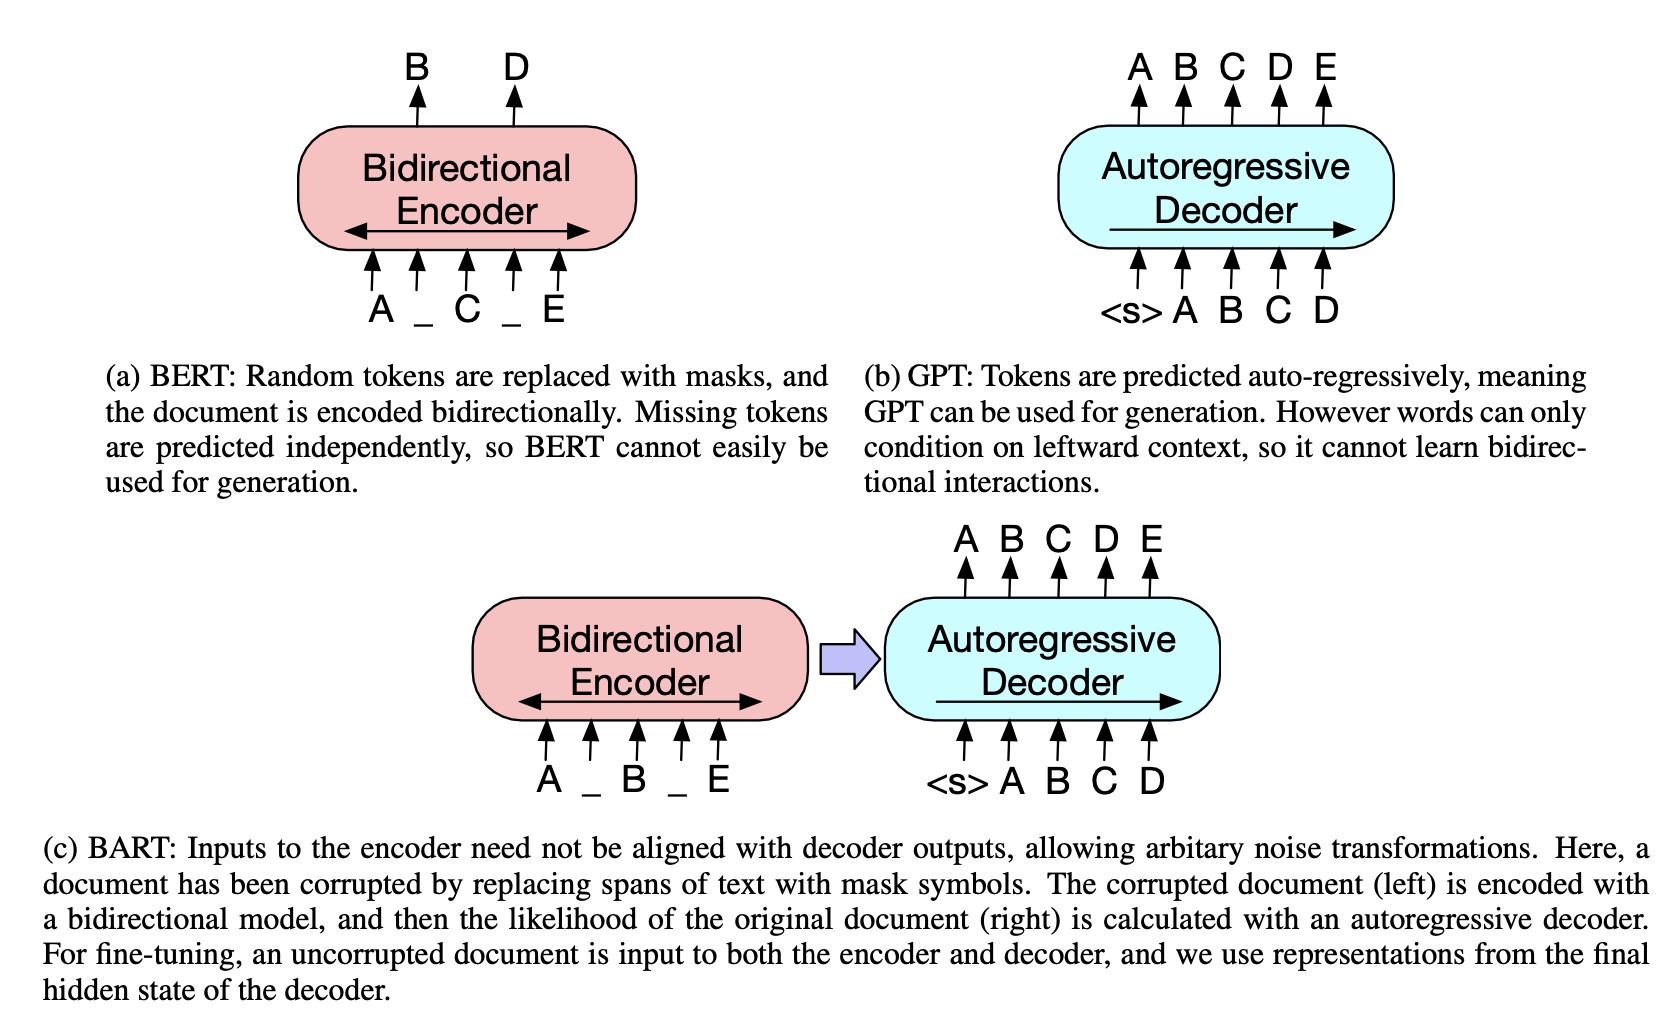 B D
Bidirectional
Encoder
A _ C _ E
(a) BERT: Random tokens are replaced with masks, and
the document is encoded bidirectionally. Missing tokens
are predicted independently, so BERT cannot easily be
used for generation.
A B C D E
Autoregressive
Decoder
<s> A B C D
(b) GPT: Tokens are predicted auto-regressively, meaning
GPT can be used for generation. However words can only
condition on leftward context, so it cannot learn bidirec-
tional interactions.
Bidirectional
Encoder
A _ B _ E
A B C D E
Autoregressive
Decoder
<s> A B C D
(c) BART: Inputs to the encoder need not be aligned with decoder outputs, allowing arbitary noise transformations. Here, a
document has been corrupted by replacing spans of text with mask symbols. The corrupted document (left) is encoded with
a bidirectional model, and then the likelihood of the original document (right) is calculated with an autoregressive decoder.
For fine-tuning, an uncorrupted document is input to both the encoder and decoder, and we use representations from the final
hidden state of the decoder.